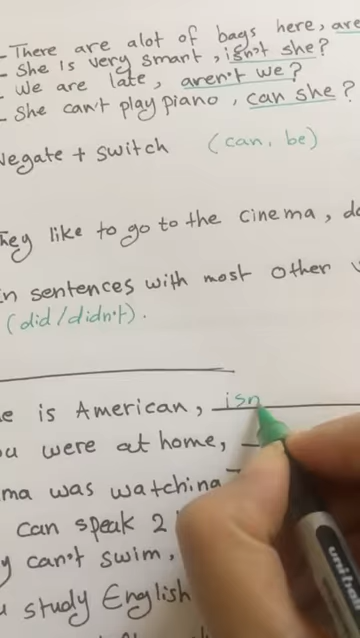 - There are alot of bags here, are
- She is very smart, isn't she?
- We are late, aren't we?
- She can't play piano, can she?
Negate + switch (can, be)
They like to go to the cinema, do
in sentences with most other
(did/didn't).
is American, isn
were at home,
was watching
can speak 2
can't swim,
study English
uniball